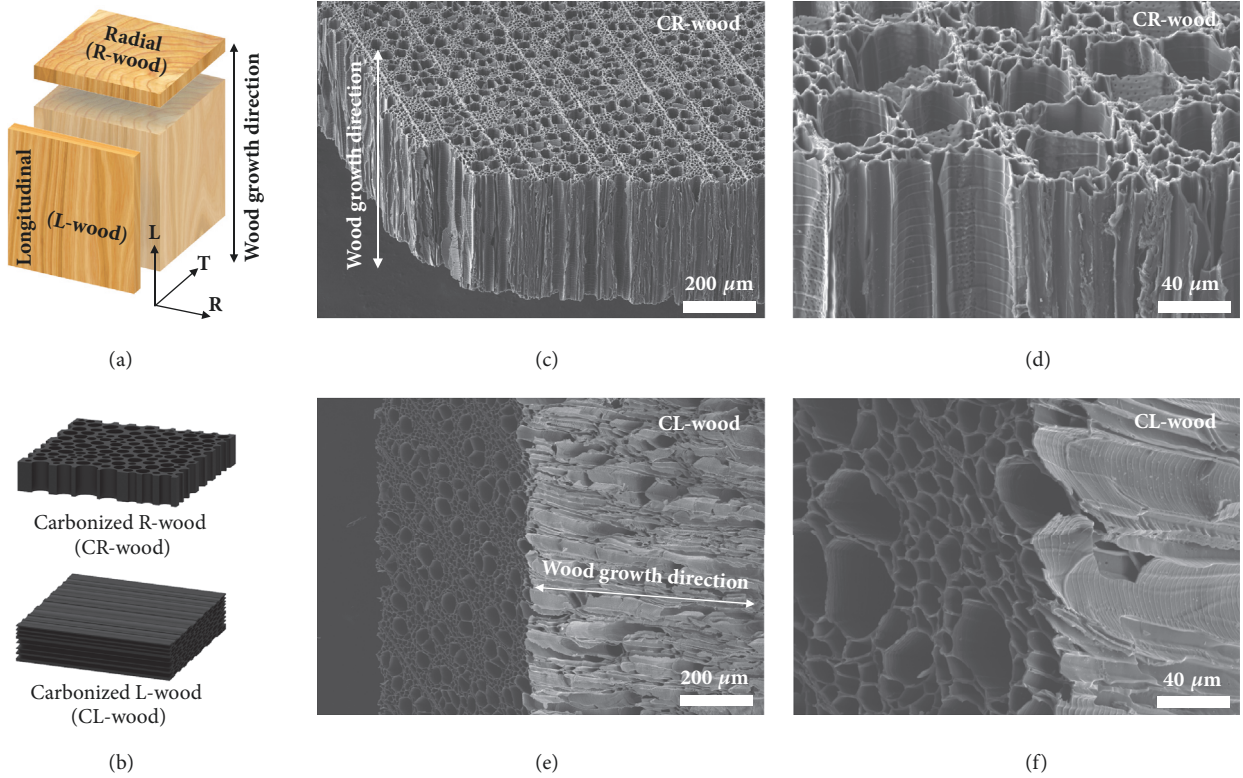 Radial
(R-wood)
Longitudinal
(L-wood)
Wood growth direction
L
T
R
(a)
CR-wood
Wood growth direction
200 µm
(c)
CR-wood
40 µm
(d)
Carbonized R-wood
(CR-wood)
Carbonized L-wood
(CL-wood)
(b)
CL-wood
Wood growth direction
200 µm
(e)
CL-wood
40 µm
(f)